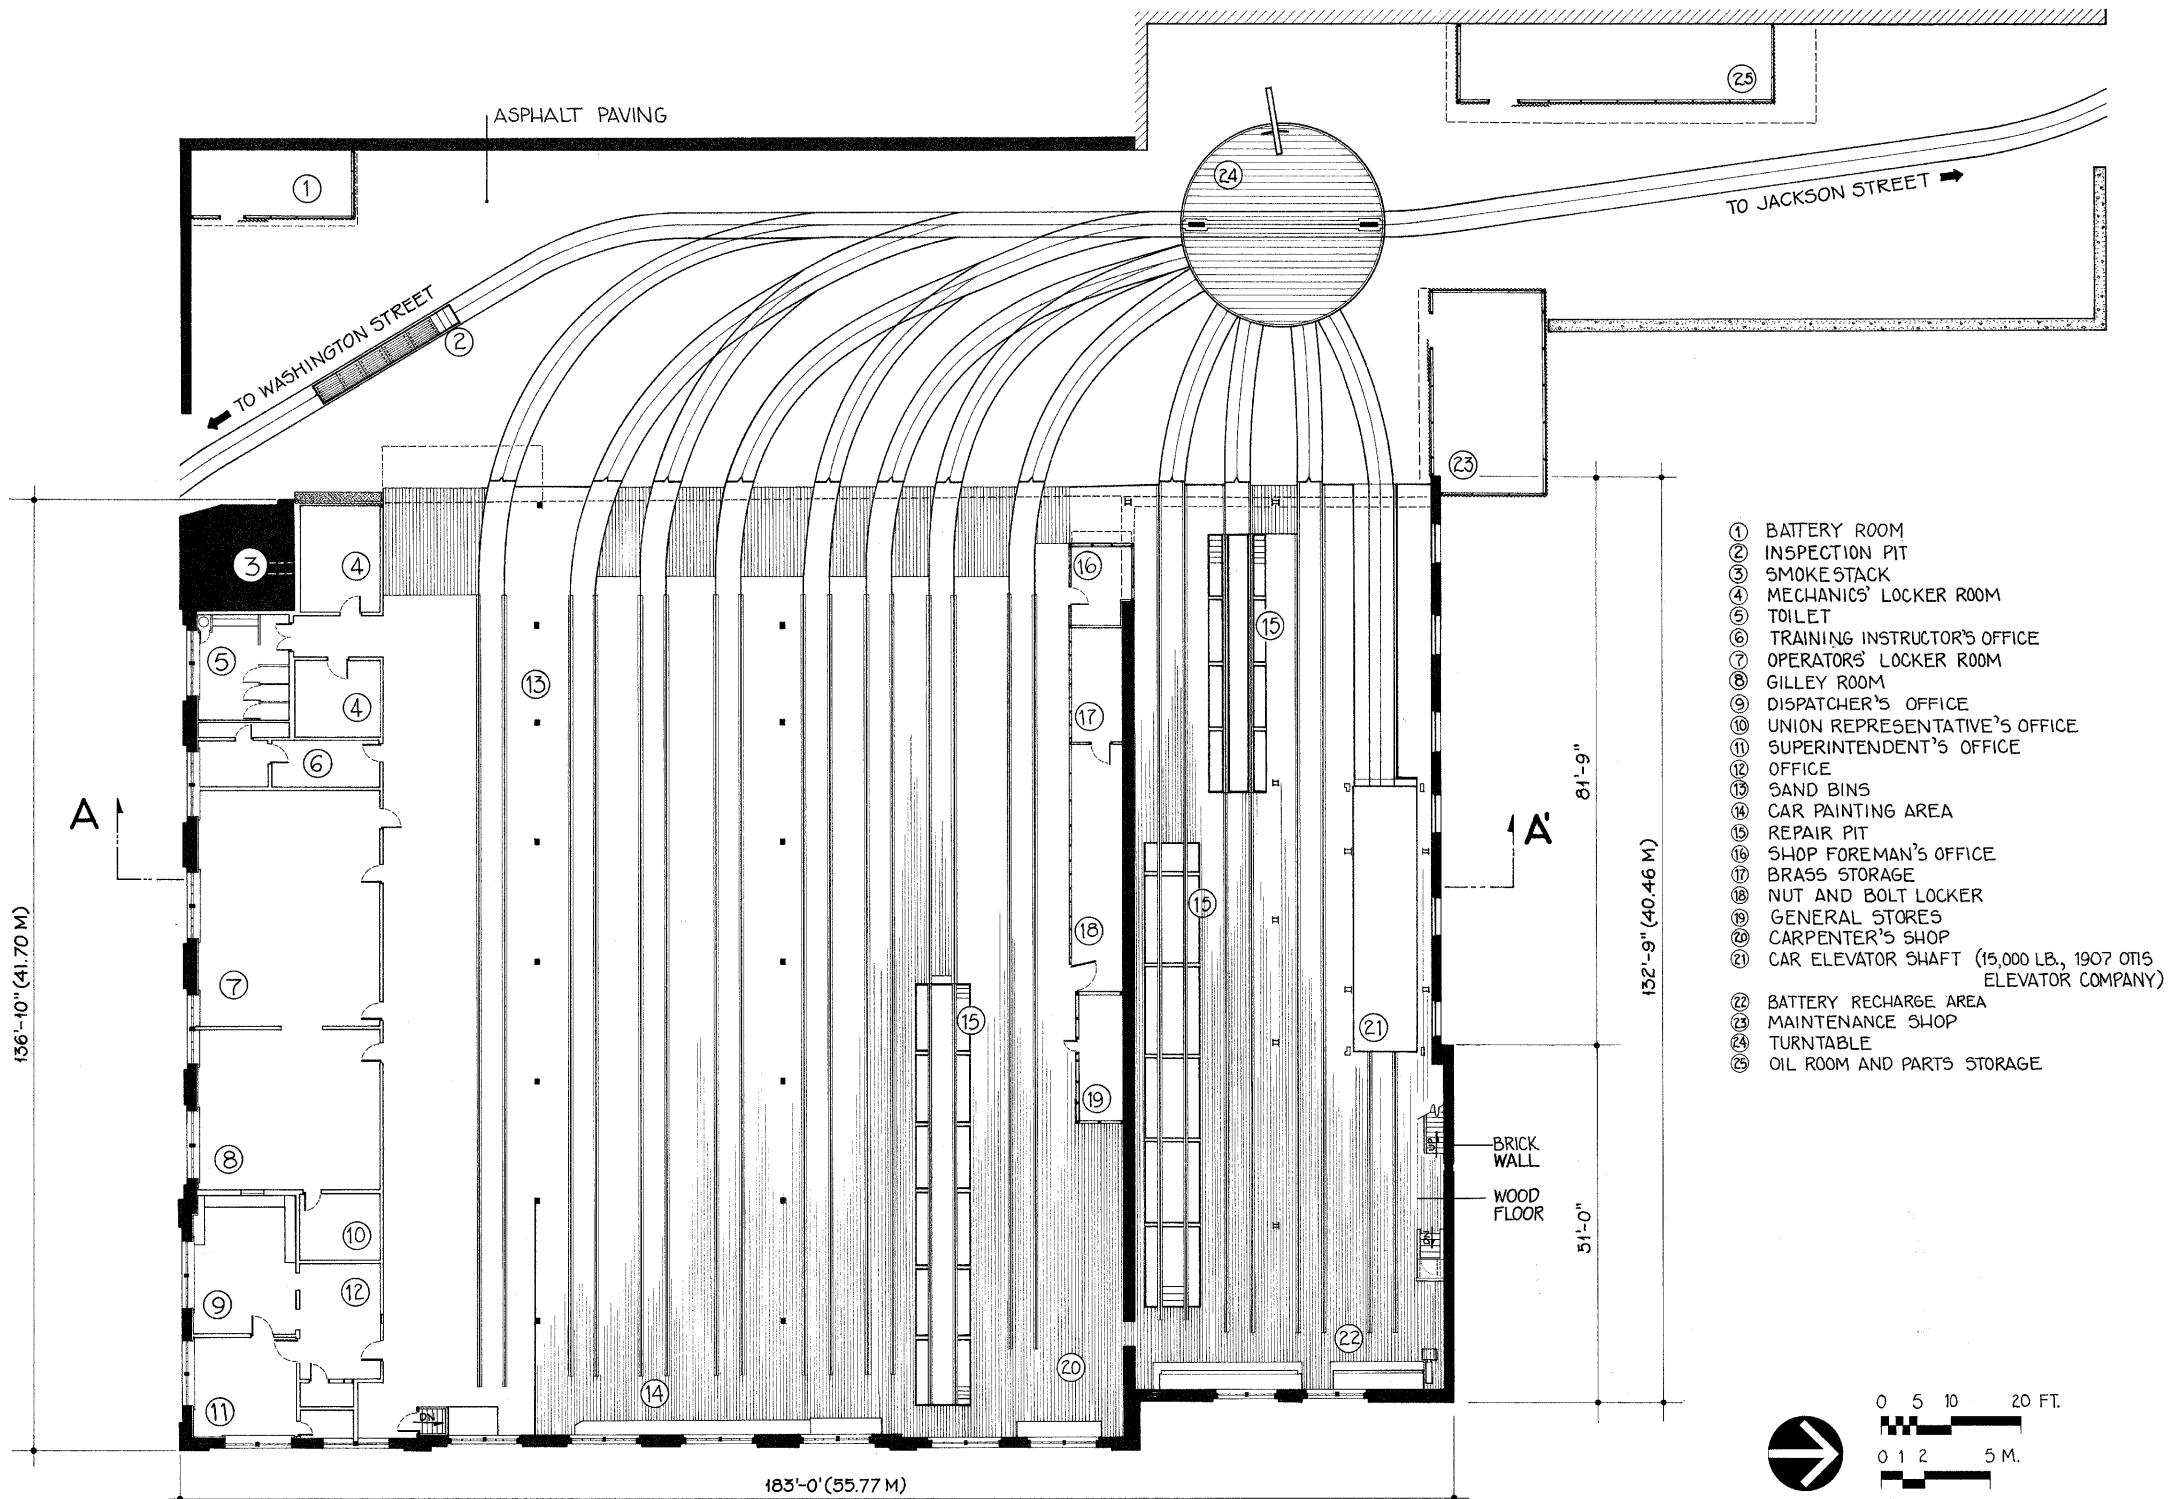 ASPHALT PAVING
1
25
24
TO JACKSON STREET
TO WASHINGTON STREET
2
23
3
4
16
15
5
13
4
17
6
A
A'
15
7
18
15
21
19
8
10
12
9
20
22
14
11
UP
DN
DN
BRICK
WALL
WOOD
FLOOR
136'-10" (41.70 M)
183'-0' (55.77 M)
81'-9"
51'-0"
132'-9" (40.46 M)
1 BATTERY ROOM
2 INSPECTION PIT
3 SMOKESTACK
4 MECHANICS' LOCKER ROOM
5 TOILET
6 TRAINING INSTRUCTOR'S OFFICE
7 OPERATORS' LOCKER ROOM
8 GILLEY ROOM
9 DISPATCHER'S OFFICE
10 UNION REPRESENTATIVE'S OFFICE
11 SUPERINTENDENT'S OFFICE
12 OFFICE
13 SAND BINS
14 CAR PAINTING AREA
15 REPAIR PIT
16 SHOP FOREMAN'S OFFICE
17 BRASS STORAGE
18 NUT AND BOLT LOCKER
19 GENERAL STORES
20 CARPENTER'S SHOP
21 CAR ELEVATOR SHAFT (15,000 LB., 1907 OTIS
ELEVATOR COMPANY)
22 BATTERY RECHARGE AREA
23 MAINTENANCE SHOP
24 TURNTABLE
25 OIL ROOM AND PARTS STORAGE
0 5 10 20 FT.
0 1 2 5 M.